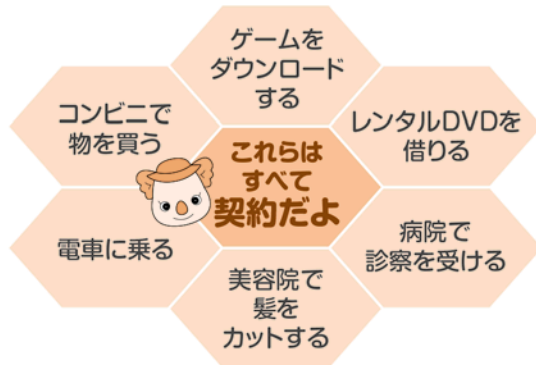 ゲームを
ダウンロード
する
コンビニで
物を買う
レンタルDVDを
借りる
これらは
すべて
契約だよ
電車に乗る
病院で
診察を受ける
美容院で
髪を
カットする